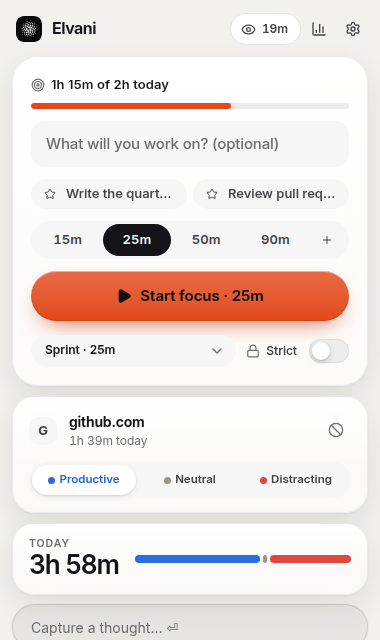 Elvani
19m
1h 15m of 2h today
What will you work on? (optional)
Write the quart...
Review pull req...
15m 25m 50m 90m +
Start focus · 25m
Sprint · 25m
Strict
G
github.com
1h 39m today
Productive
Neutral
Distracting
TODAY
3h 58m
Capture a thought... ⏎